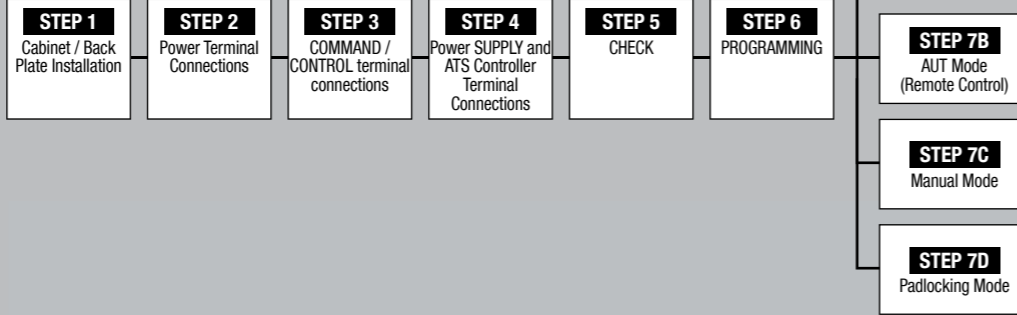 STEP 1
Cabinet / Back
Plate Installation
STEP 2
Power Terminal
Connections
STEP 3
COMMAND /
CONTROL terminal
connections
STEP 4
Power SUPPLY and
ATS Controller
Terminal
Connections
STEP 5
CHECK
STEP 6
PROGRAMMING
STEP 7B
AUT Mode
(Remote Control)
STEP 7C
Manual Mode
STEP 7D
Padlocking Mode